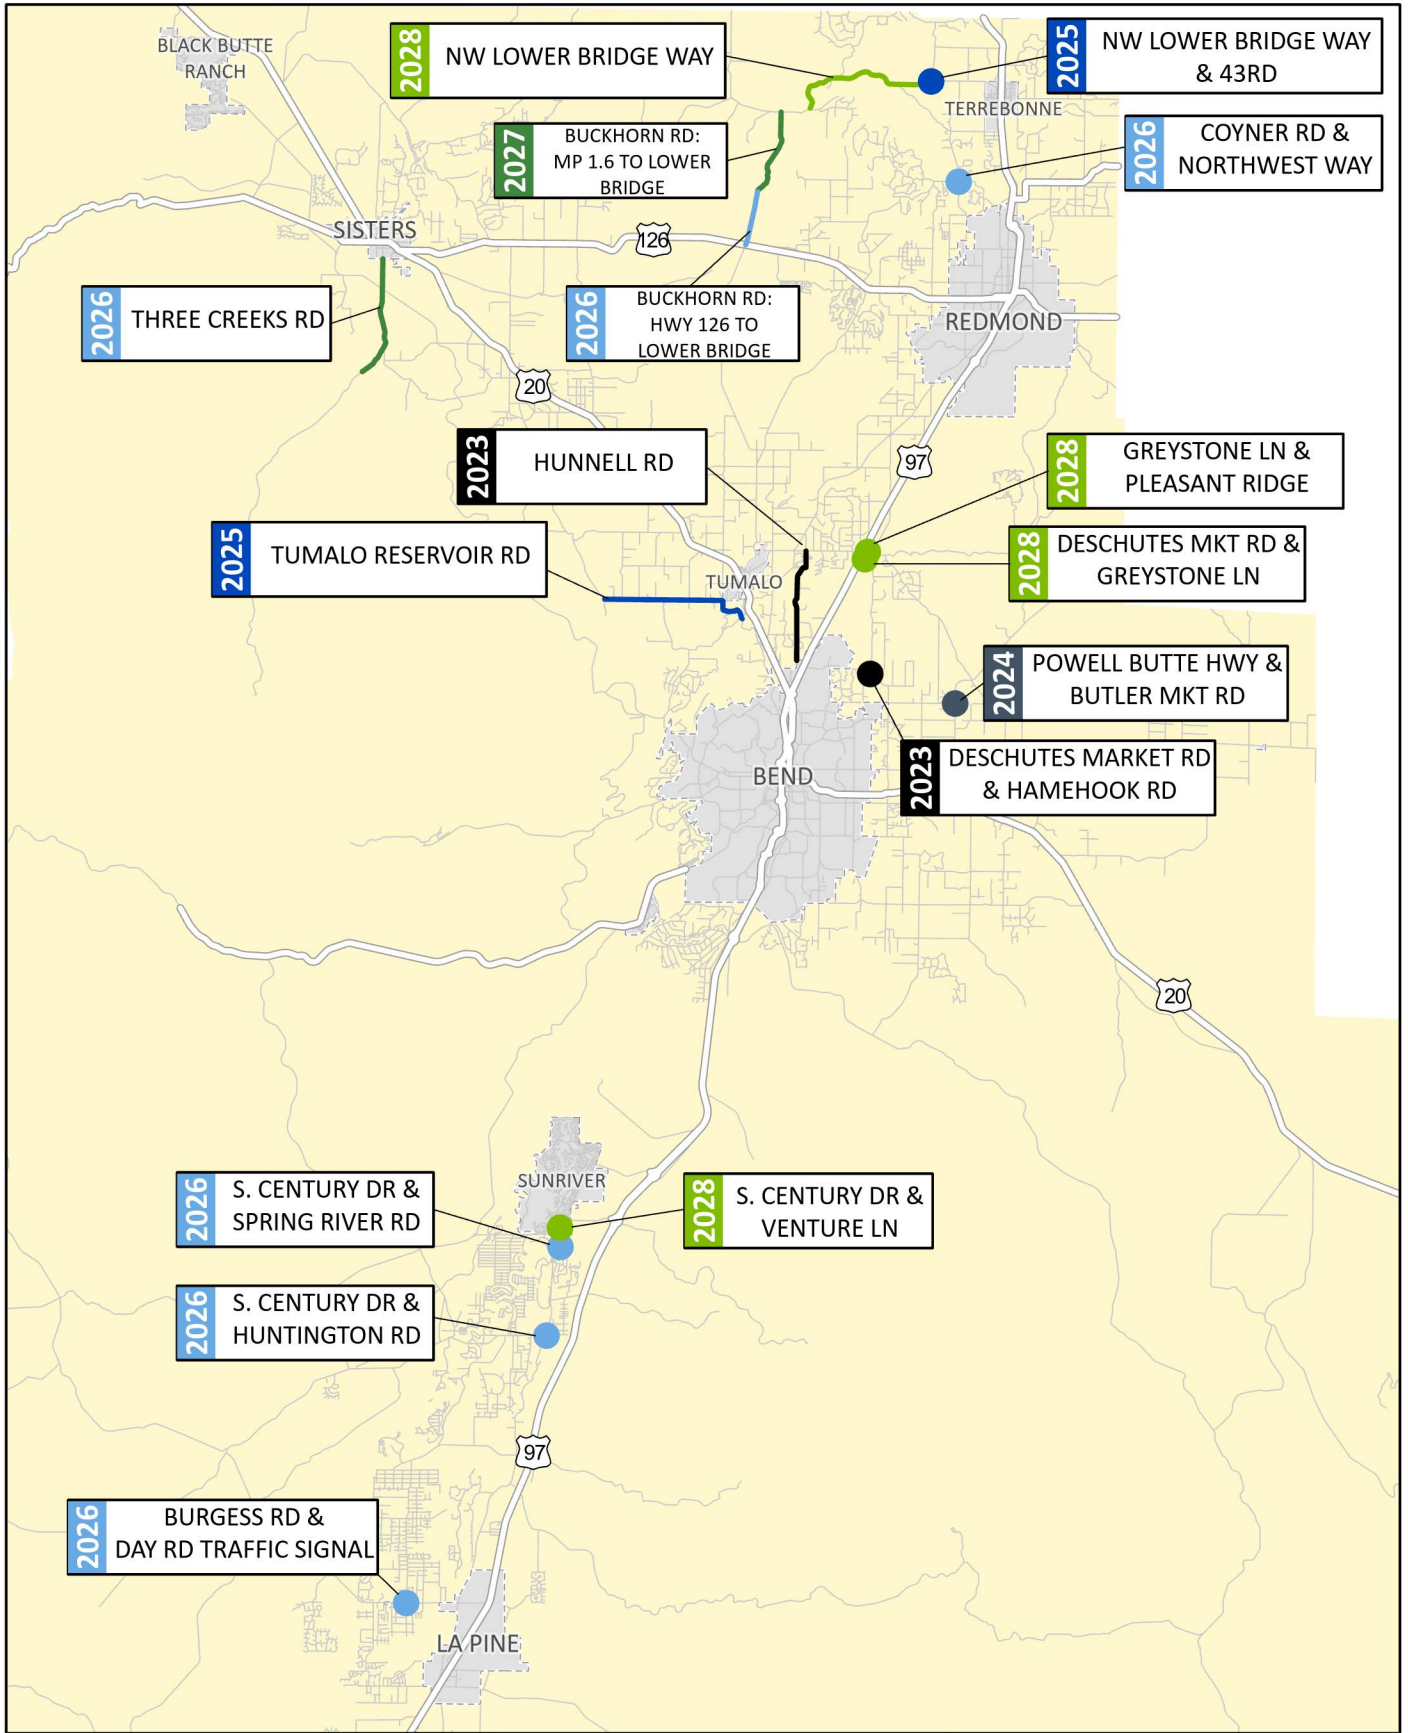 BLACK BUTTE
RANCH
2028
NW LOWER BRIDGE WAY
2025
NW LOWER BRIDGE WAY
& 43RD
TERREBONNE
2027
BUCKHORN RD:
MP 1.6 TO LOWER
BRIDGE
2026
COYNER RD &
NORTHWEST WAY
SISTERS
126
2026
THREE CREEKS RD
2026
BUCKHORN RD:
HWY 126 TO
LOWER BRIDGE
REDMOND
20
2023
HUNNELL RD
97
2028
GREYSTONE LN &
PLEASANT RIDGE
2025
TUMALO RESERVOIR RD
TUMALO
2028
DESCHUTES MKT RD &
GREYSTONE LN
2024
POWELL BUTTE HWY &
BUTLER MKT RD
BEND
2023
DESCHUTES MARKET RD
& HAMEHOOK RD
20
SUNRIVER
2026
S. CENTURY DR &
SPRING RIVER RD
2028
S. CENTURY DR &
VENTURE LN
2026
S. CENTURY DR &
HUNTINGTON RD
97
2026
BURGESS RD &
DAY RD TRAFFIC SIGNAL
LA PINE